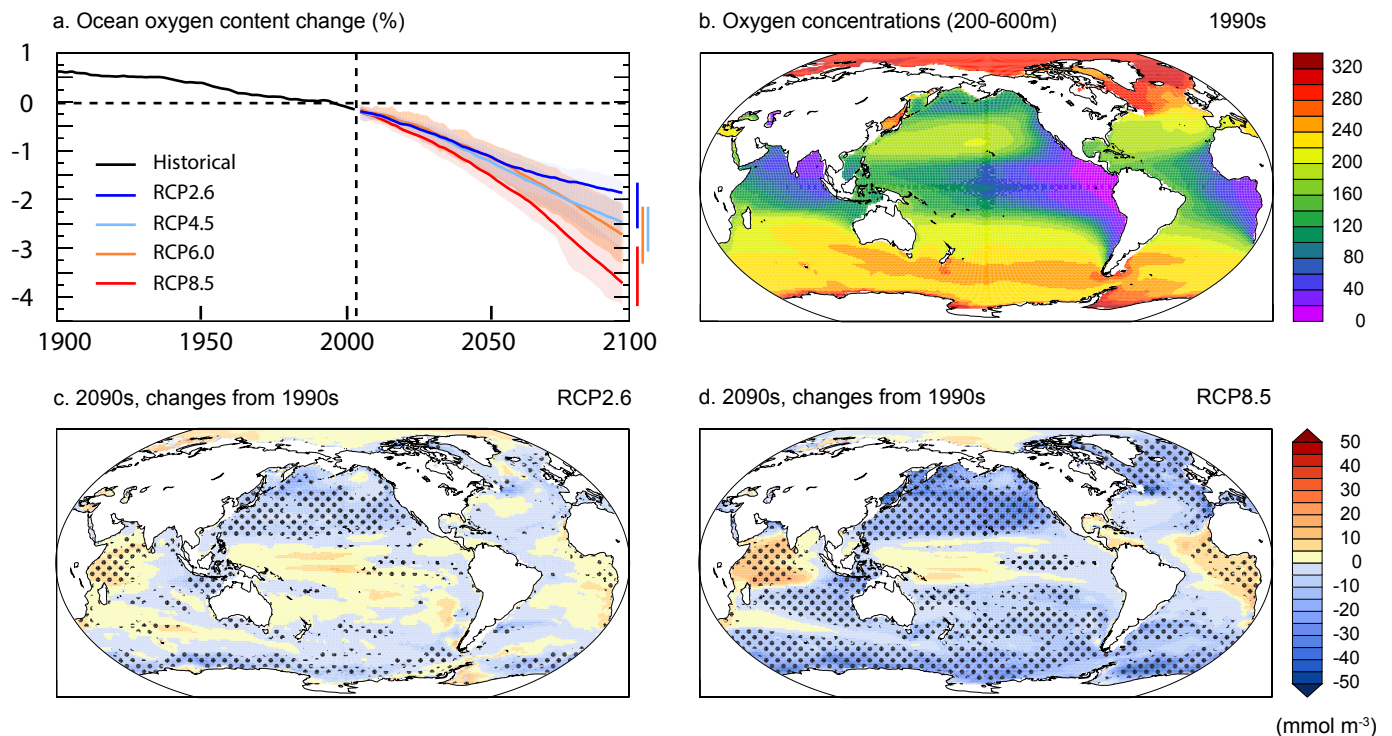 a. Ocean oxygen content change (%)
1
0
-1
-2
-3
-4
Historical
RCP2.6
RCP4.5
RCP6.0
RCP8.5
1900 1950 2000 2050 2100
b. Oxygen concentrations (200-600m) 1990s
320
280
240
200
160
120
80
40
0
c. 2090s, changes from 1990s RCP2.6
d. 2090s, changes from 1990s RCP8.5
50
40
30
20
10
0
-10
-20
-30
-40
-50
(mmol m-3)